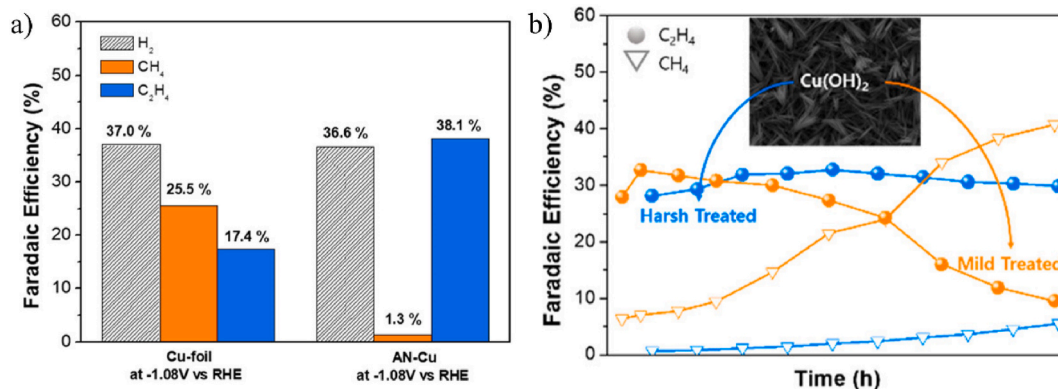 a)
Faradaic Efficiency (%)
60
50
40
30
20
10
0
H₂
CH₄
C₂H₄
37.0 %
25.5 %
17.4 %
36.6 %
1.3 %
38.1 %
Cu-foil
at -1.08V vs RHE
AN-Cu
at -1.08V vs RHE
b)
Faradaic Efficiency (%)
60
50
40
30
20
10
0
C₂H₄
CH₄
Cu(OH)₂
Harsh Treated
Mild Treated
Time (h)